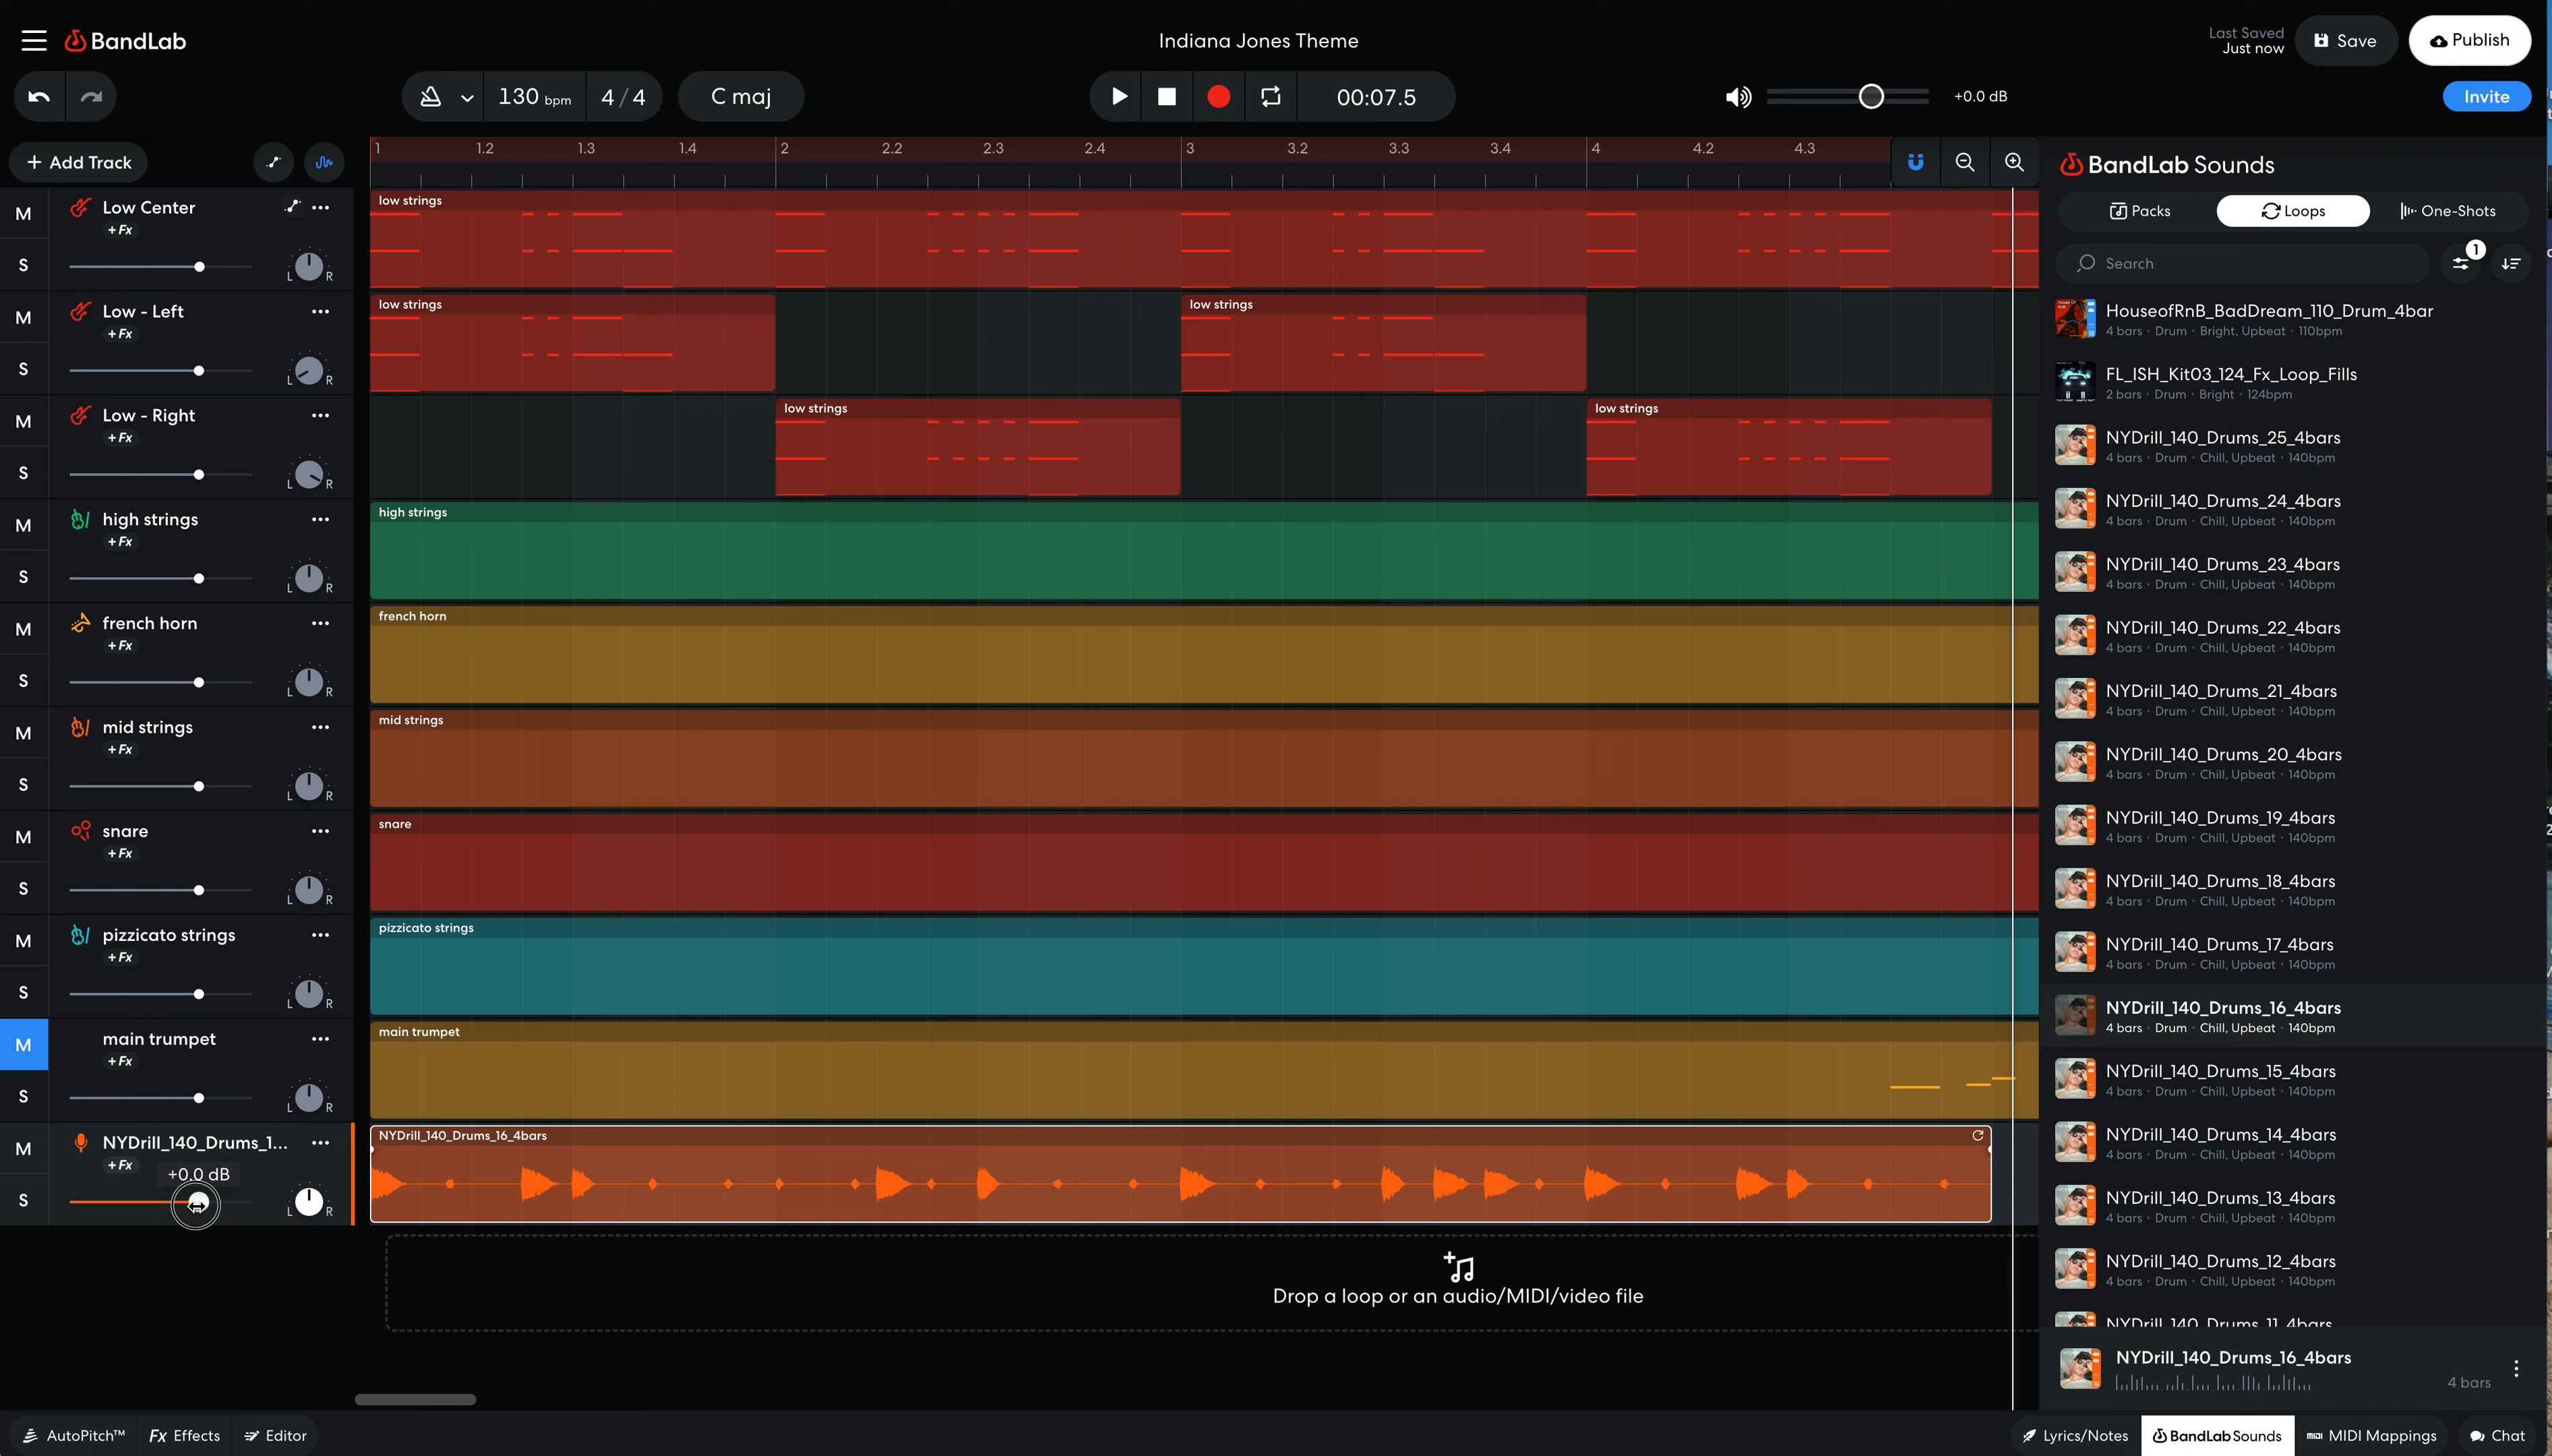 BandLab
Indiana Jones Theme
Last Saved
Just now
Save
Publish
130 bpm
4 / 4
C maj
00:07.5
+0.0 dB
Invite
+ Add Track
1 1.2 1.3 1.4 2 2.2 2.3 2.4 3 3.2 3.3 3.4 4 4.2 4.3
M
Low Center
+Fx
S
L R
low strings
M
Low - Left
+Fx
S
L R
low strings
low strings
M
Low - Right
+Fx
S
L R
low strings
low strings
M
high strings
+Fx
S
L R
high strings
M
french horn
+Fx
S
L R
french horn
M
mid strings
+Fx
S
L R
mid strings
M
snare
+Fx
S
L R
snare
M
pizzicato strings
+Fx
S
L R
pizzicato strings
M
main trumpet
+Fx
S
L R
main trumpet
M
NYDrill_140_Drums_1...
+Fx
+0.0 dB
S
L R
NYDrill_140_Drums_16_4bars
Drop a loop or an audio/MIDI/video file
BandLab Sounds
Packs
Loops
One-Shots
Search
1
HouseofRnB_BadDream_110_Drum_4bar
4 bars • Drum • Bright, Upbeat • 110bpm
FL_ISH_Kit03_124_Fx_Loop_Fills
2 bars • Drum • Bright • 124bpm
NYDrill_140_Drums_25_4bars
4 bars • Drum • Chill, Upbeat • 140bpm
NYDrill_140_Drums_24_4bars
4 bars • Drum • Chill, Upbeat • 140bpm
NYDrill_140_Drums_23_4bars
4 bars • Drum • Chill, Upbeat • 140bpm
NYDrill_140_Drums_22_4bars
4 bars • Drum • Chill, Upbeat • 140bpm
NYDrill_140_Drums_21_4bars
4 bars • Drum • Chill, Upbeat • 140bpm
NYDrill_140_Drums_20_4bars
4 bars • Drum • Chill, Upbeat • 140bpm
NYDrill_140_Drums_19_4bars
4 bars • Drum • Chill, Upbeat • 140bpm
NYDrill_140_Drums_18_4bars
4 bars • Drum • Chill, Upbeat • 140bpm
NYDrill_140_Drums_17_4bars
4 bars • Drum • Chill, Upbeat • 140bpm
NYDrill_140_Drums_16_4bars
4 bars • Drum • Chill, Upbeat • 140bpm
NYDrill_140_Drums_15_4bars
4 bars • Drum • Chill, Upbeat • 140bpm
NYDrill_140_Drums_14_4bars
4 bars • Drum • Chill, Upbeat • 140bpm
NYDrill_140_Drums_13_4bars
4 bars • Drum • Chill, Upbeat • 140bpm
NYDrill_140_Drums_12_4bars
4 bars • Drum • Chill, Upbeat • 140bpm
NYDrill_140_Drums_11_4bars
NYDrill_140_Drums_16_4bars
4 bars
AutoPitch™
Fx Effects
Editor
Lyrics/Notes
BandLab Sounds
MIDI Mappings
Chat